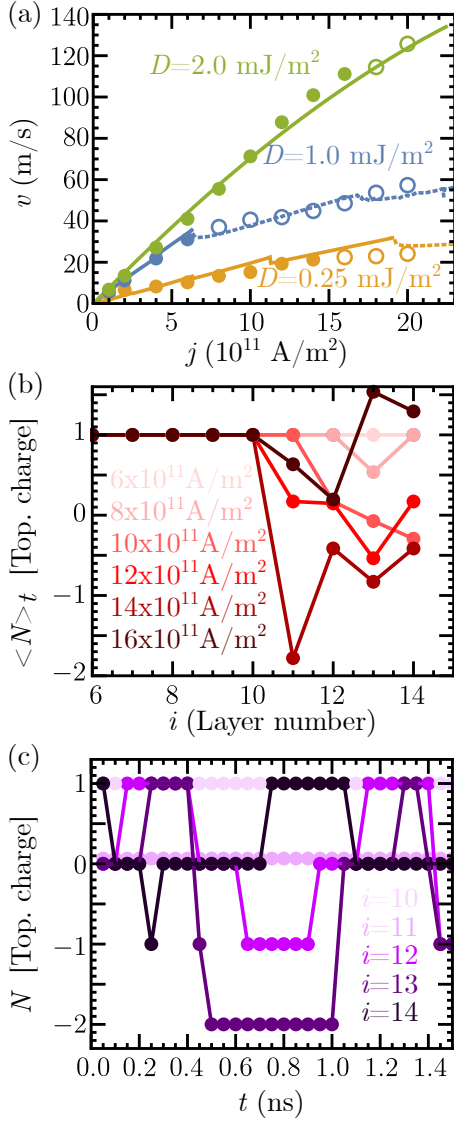 (a)
140
120
100
80
60
40
20
0
v (m/s)
D=2.0 mJ/m²
D=1.0 mJ/m²
D=0.25 mJ/m²
0 5 10 15 20
j (10¹¹ A/m²)
(b)
1
0
−1
−2
<N>t [Top. charge]
6x10¹¹A/m²
8x10¹¹A/m²
10x10¹¹A/m²
12x10¹¹A/m²
14x10¹¹A/m²
16x10¹¹A/m²
6 8 10 12 14
i (Layer number)
(c)
1
0
−1
−2
N [Top. charge]
i=10
i=11
i=12
i=13
i=14
0.0 0.2 0.4 0.6 0.8 1.0 1.2 1.4
t (ns)